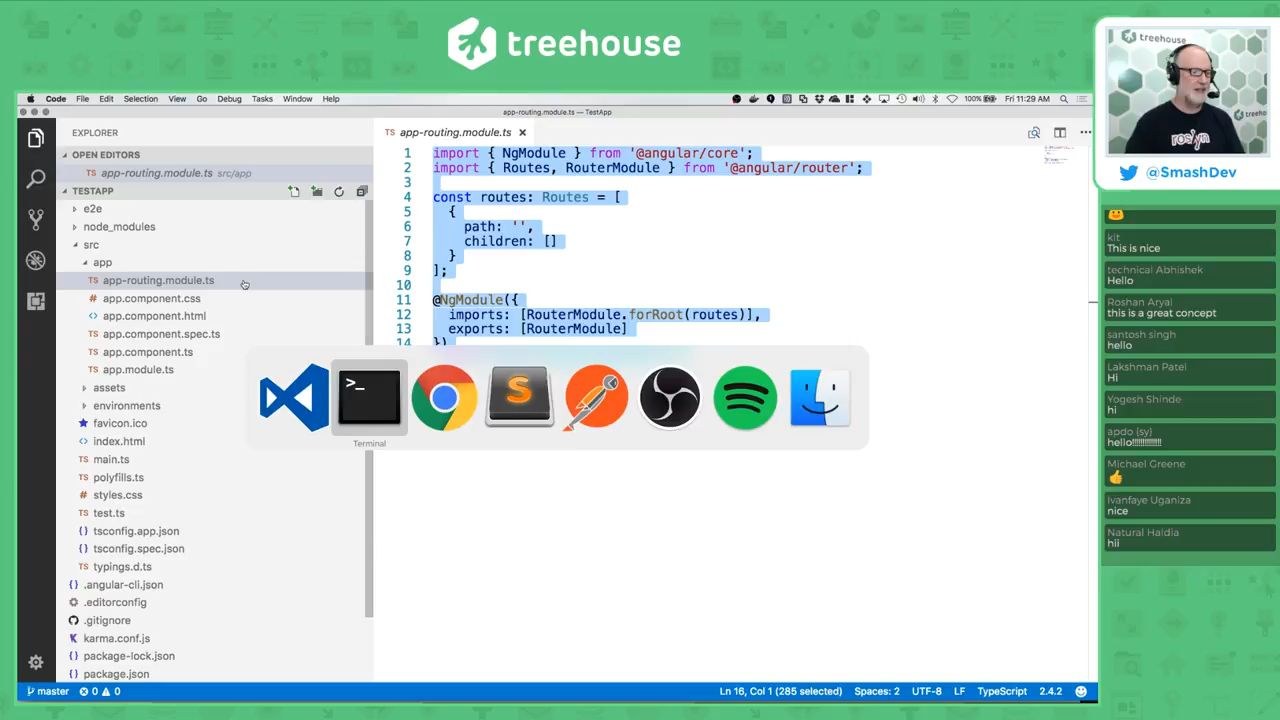 treehouse
Code File Edit Selection View Go Debug Tasks Window Help
100% Fri 11:29 AM
app-routing.module.ts — TestApp
EXPLORER
OPEN EDITORS
app-routing.module.ts src/app
TESTAPP
e2e
node_modules
src
app
TS app-routing.module.ts
# app.component.css
<> app.component.html
TS app.component.spec.ts
TS app.component.ts
TS app.module.ts
assets
environments
favicon.ico
<> index.html
TS main.ts
TS polyfills.ts
# styles.css
TS test.ts
{} tsconfig.app.json
{} tsconfig.spec.json
TS typings.d.ts
{} .angular-cli.json
.editorconfig
.gitignore
karma.conf.js
{} package-lock.json
{} package.json
TS app-routing.module.ts
1 import { NgModule } from '@angular/core';
2 import { Routes, RouterModule } from '@angular/router';
3
4 const routes: Routes = [
5 {
6 path: '',
7 children: []
8 }
9 ];
10
11 @NgModule({
12 imports: [RouterModule.forRoot(routes)],
13 exports: [RouterModule]
14 })
Terminal
master 0 0
Ln 16, Col 1 (285 selected) Spaces: 2 UTF-8 LF TypeScript 2.4.2
treehouse
roslyn
@SmashDev
kit
This is nice
technical Abhishek
Hello
Roshan Aryal
this is a great concept
santosh singh
hello
Lakshman Patel
Hi
Yogesh Shinde
hi
apdo (sy)
hello!!!!!!!!!!!!!
Michael Greene
👍
Ivanfaye Uganiza
nice
Natural Haidia
hii